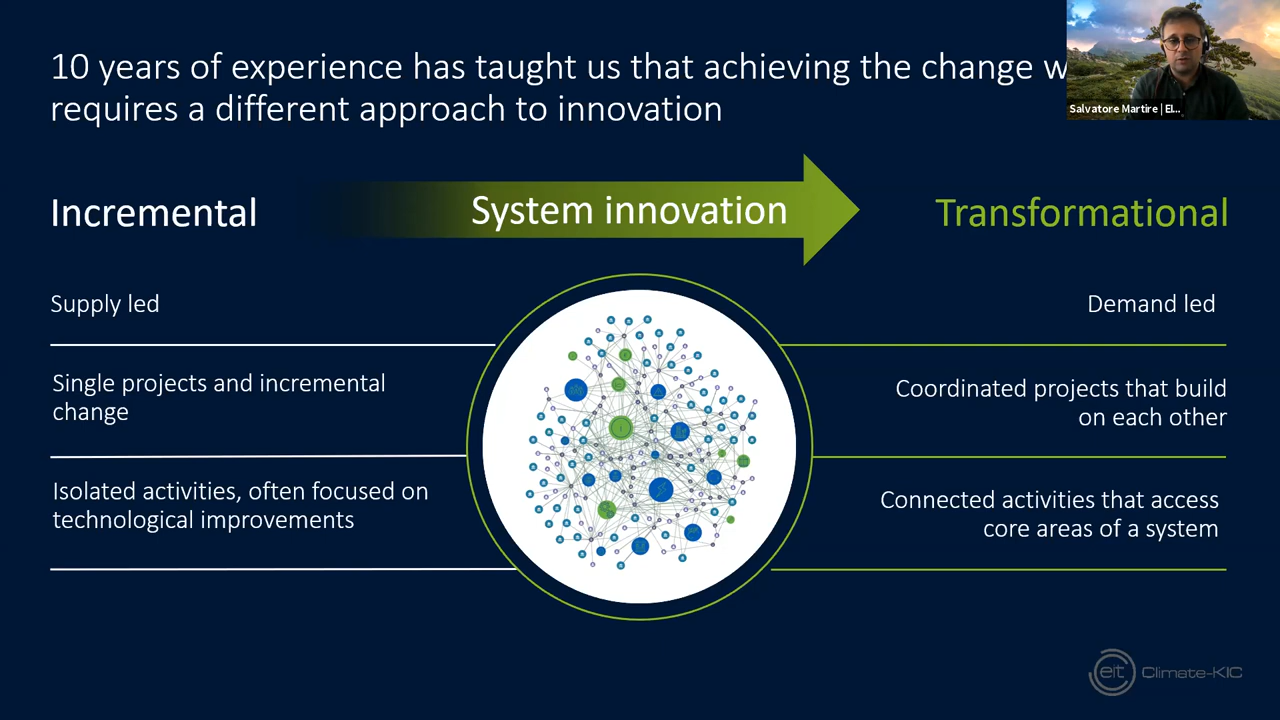 10 years of experience has taught us that achieving the change
requires a different approach to innovation
Salvatore Martire | EI...
Incremental
System innovation
Transformational
Supply led
Demand led
Single projects and incremental
change
Coordinated projects that build
on each other
Isolated activities, often focused on
technological improvements
Connected activities that access
core areas of a system
eit Climate-KIC